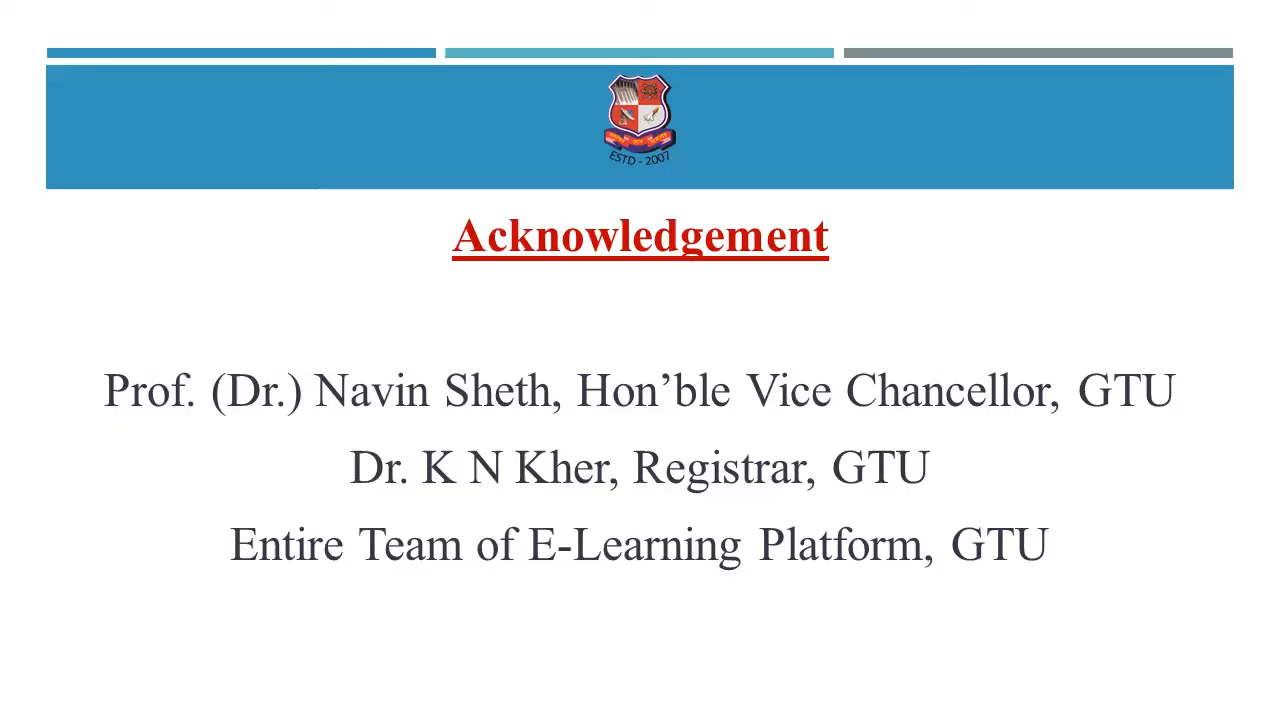 ESTD - 2007
Acknowledgement
Prof. (Dr.) Navin Sheth, Hon’ble Vice Chancellor, GTU
Dr. K N Kher, Registrar, GTU
Entire Team of E-Learning Platform, GTU